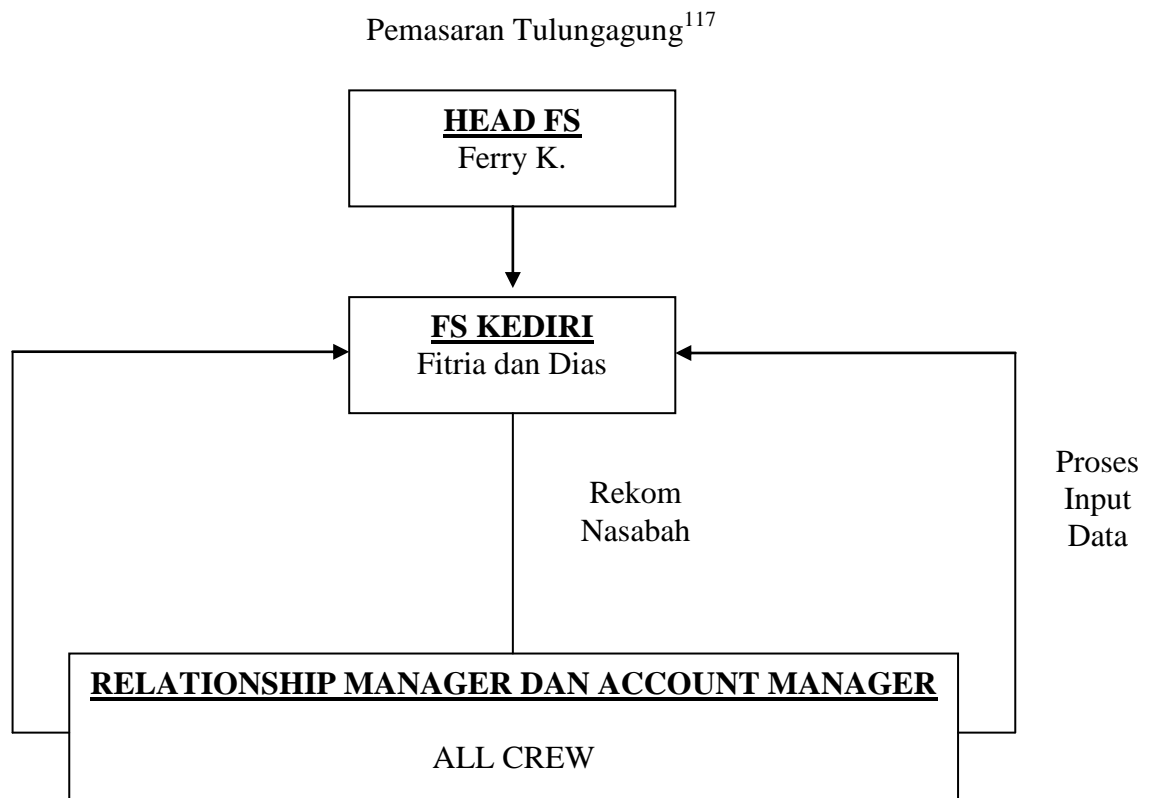 Pemasaran Tulungagung117
HEAD FS
Ferry K.
FS KEDIRI
Fitria dan Dias
Rekom
Nasabah
Proses
Input
Data
RELATIONSHIP MANAGER DAN ACCOUNT MANAGER
ALL CREW